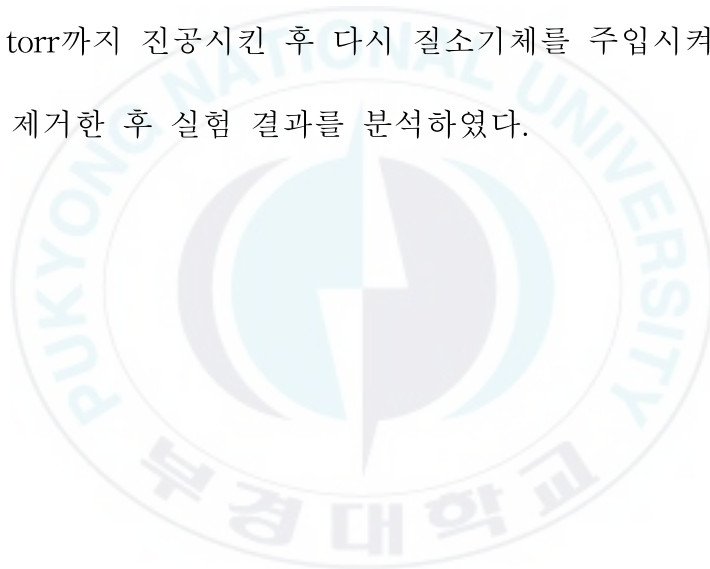 torr까지 진공시킨 후 다시 질소기체를 주입시켜
제거한 후 실험 결과를 분석하였다.
PUKYONG NATIONAL UNIVERSITY
부경대학교